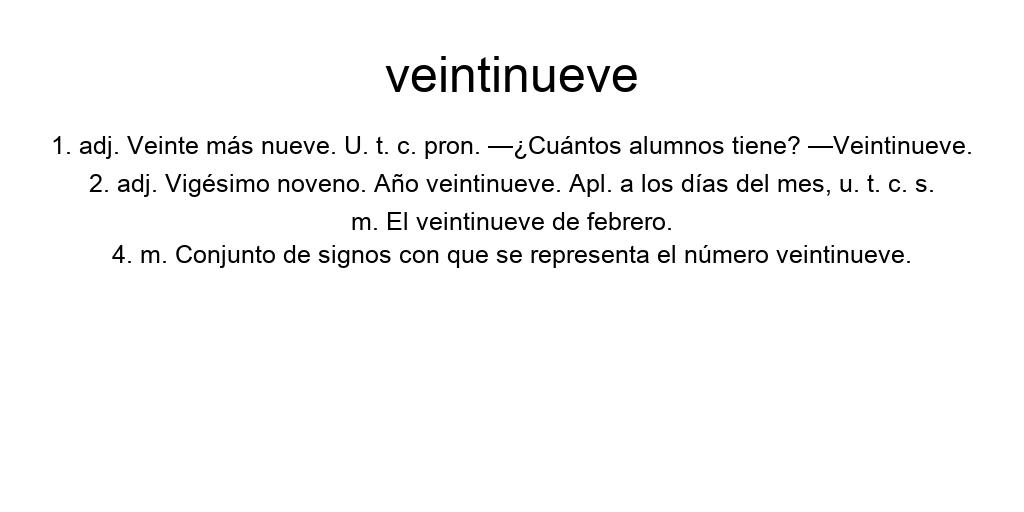 veintinueve
1. adj. Veinte más nueve. U. t. c. pron. —¿Cuántos alumnos tiene? —Veintinueve.
2. adj. Vigésimo noveno. Año veintinueve. Apl. a los días del mes, u. t. c. s.
m. El veintinueve de febrero.
4. m. Conjunto de signos con que se representa el número veintinueve.